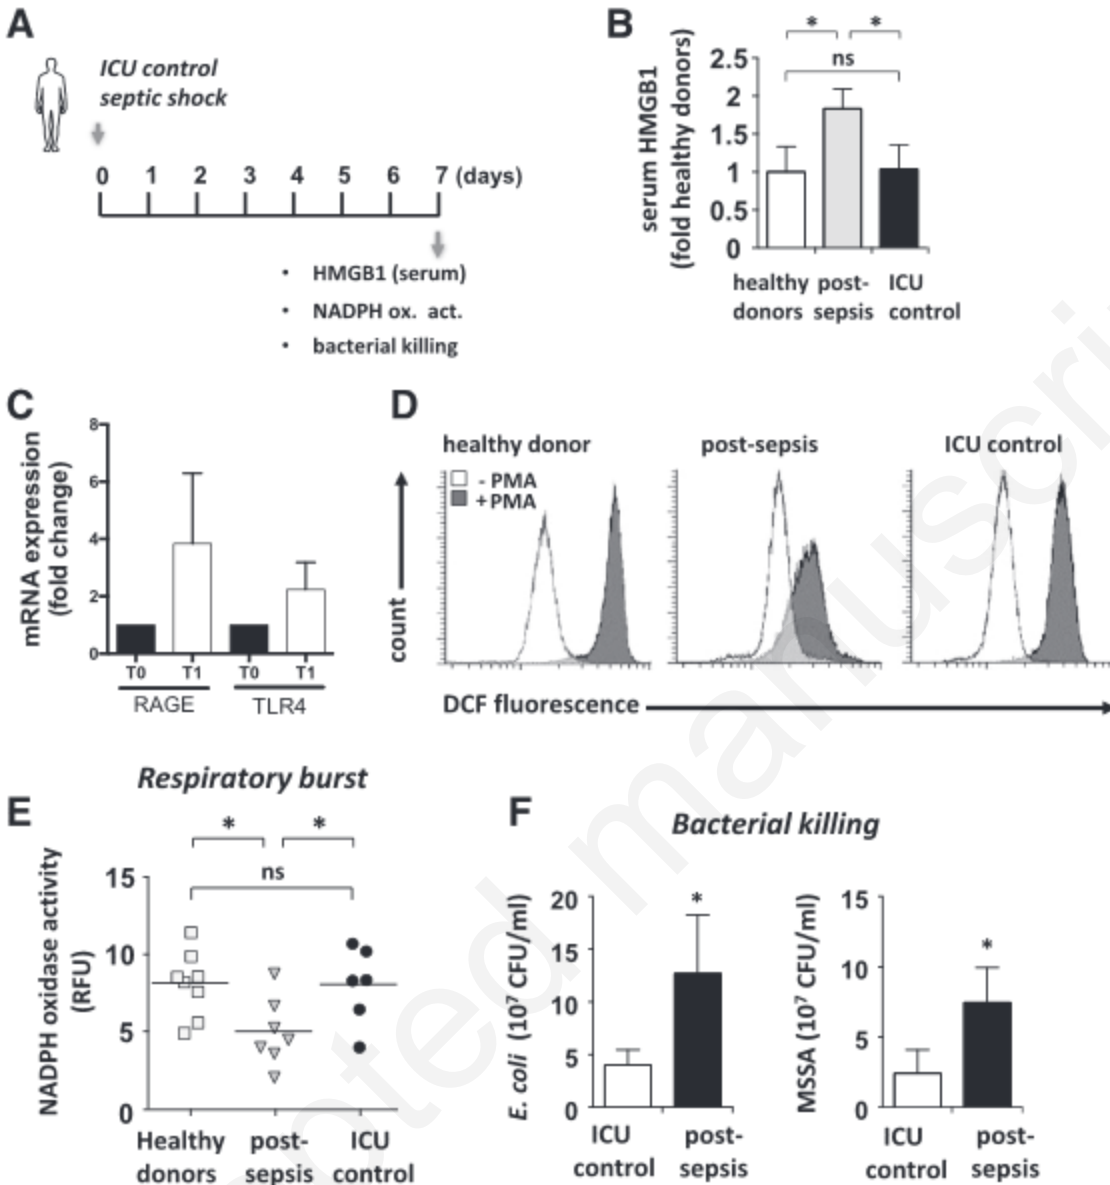 A
ICU control
septic shock
0 1 2 3 4 5 6 7 (days)
• HMGB1 (serum)
• NADPH ox. act.
• bacterial killing
B
serum HMGB1
(fold healthy donors)
* *
ns
2.5
2
1.5
1
0.5
0
healthy post- ICU
donors sepsis control
C
mRNA expression
(fold change)
8
6
4
2
0
T0 T1 T0 T1
RAGE TLR4
D
healthy donor post-sepsis ICU control
- PMA
+PMA
count
DCF fluorescence
Respiratory burst
E
NADPH oxidase activity
(RFU)
* *
ns
15
10
5
0
Healthy post- ICU
donors sepsis control
F
Bacterial killing
E. coli (10⁷ CFU/ml)
20
15
10
5
0
*
ICU post-
control sepsis
MSSA (10⁷ CFU/ml)
15
10
5
0
*
ICU post-
control sepsis